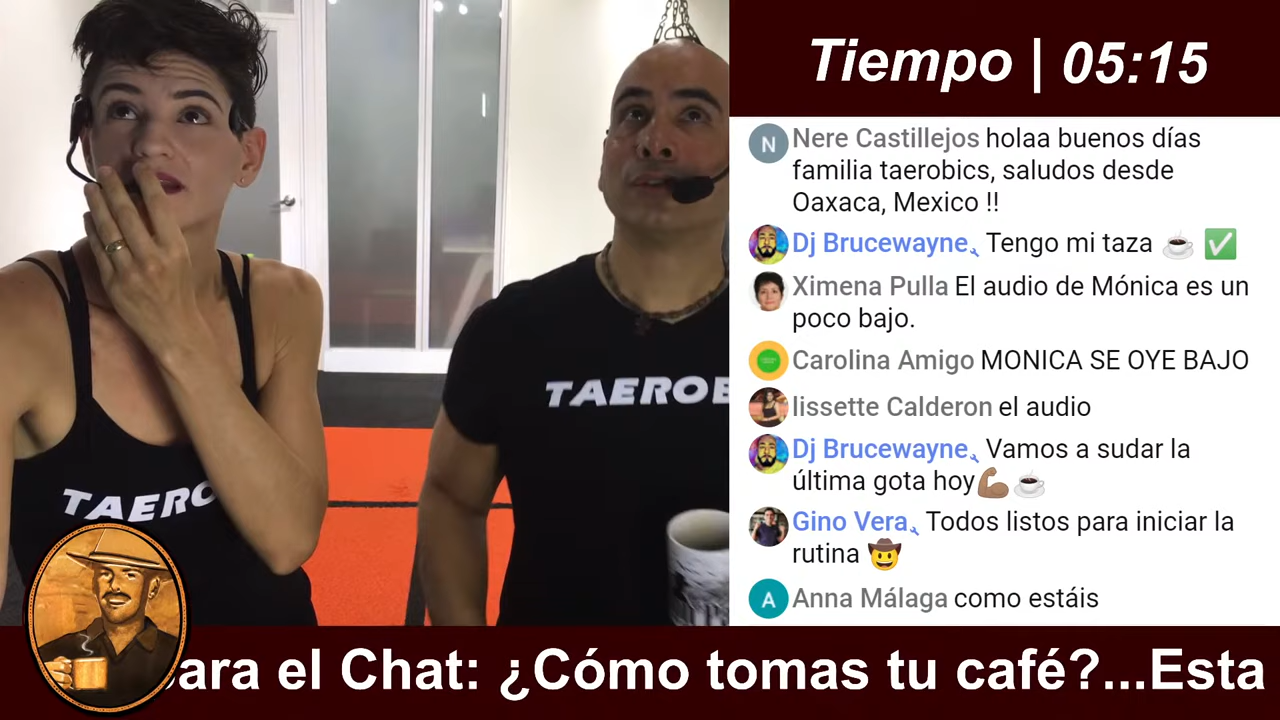 Tiempo | 05:15
N Nere Castillejos holaa buenos días
familia taerobics, saludos desde
Oaxaca, Mexico !!
Dj Brucewayne Tengo mi taza ☕ ✅
Ximena Pulla El audio de Mónica es un
poco bajo.
Carolina Amigo MONICA SE OYE BAJO
lissette Calderon el audio
Dj Brucewayne Vamos a sudar la
última gota hoy💪🏽☕
Gino Vera Todos listos para iniciar la
rutina 🤠
A Anna Málaga como estáis
TAEROB
TAERO
para el Chat: ¿Cómo tomas tu café?...Esta